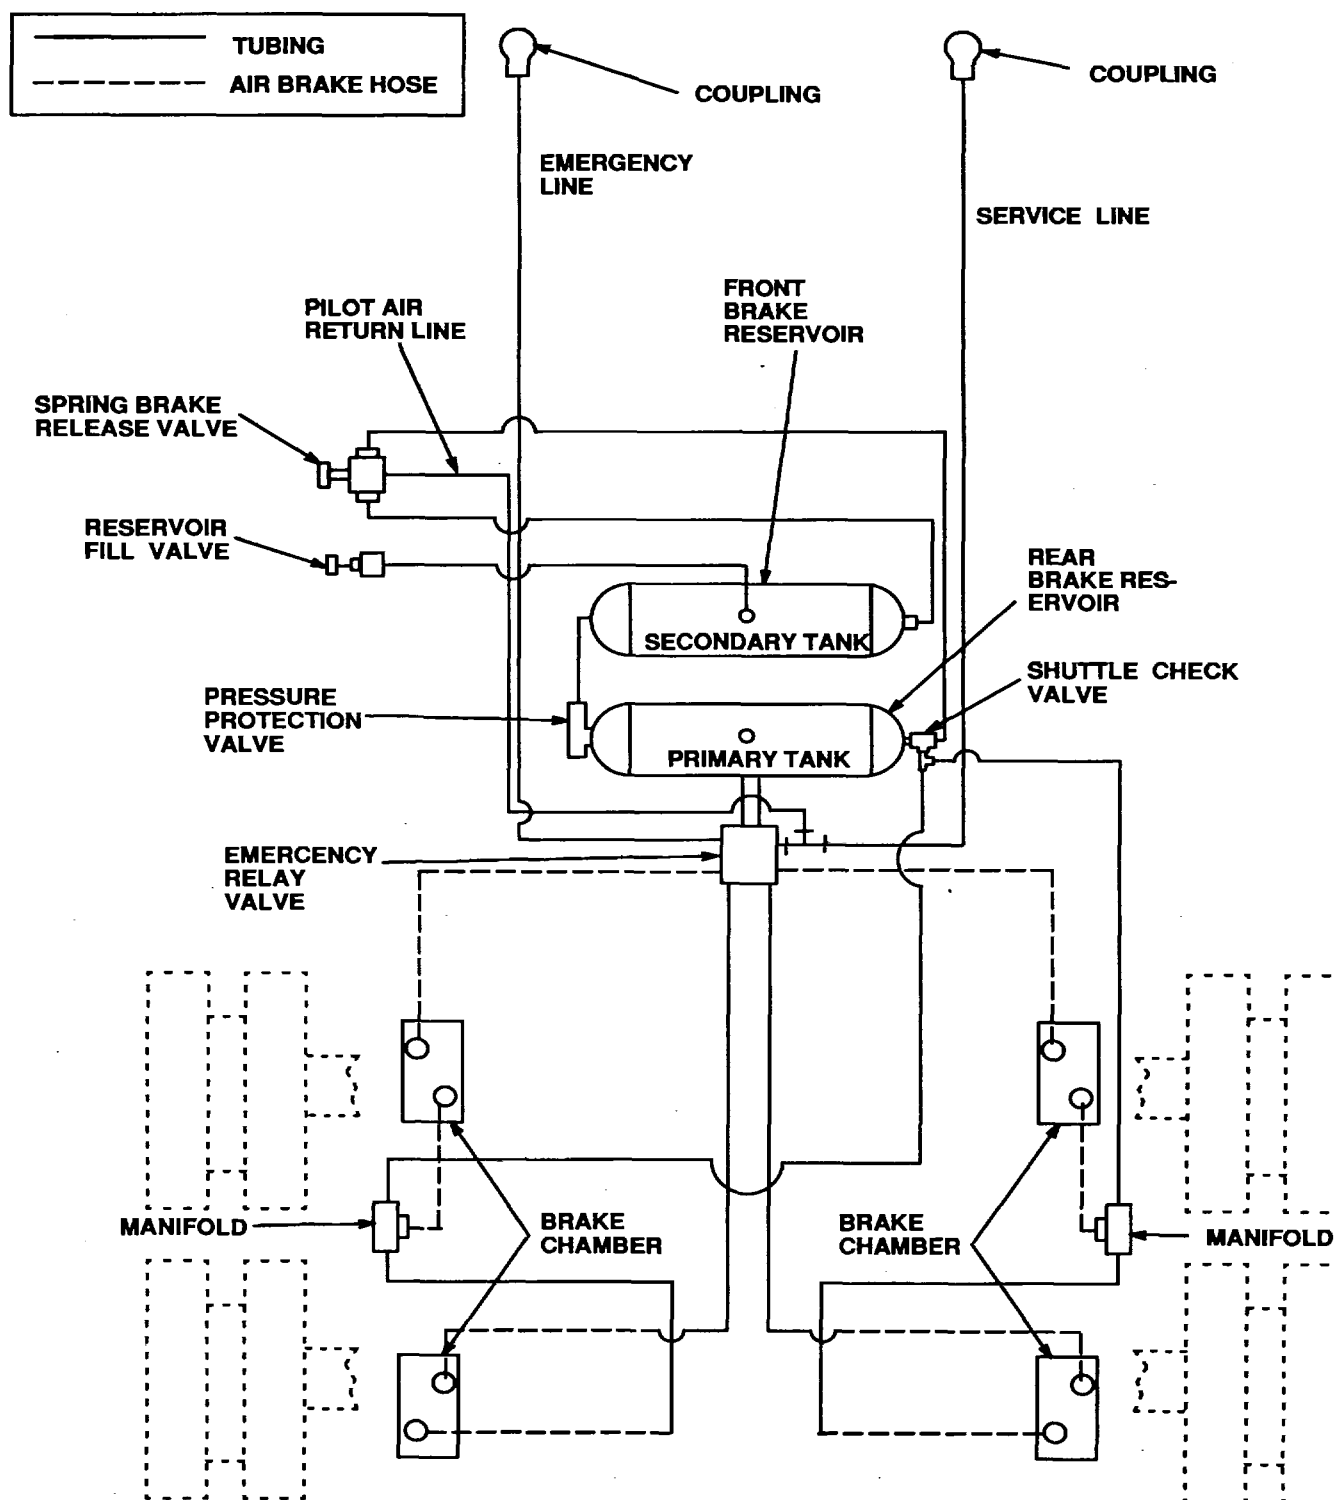 TUBING
AIR BRAKE HOSE
COUPLING
COUPLING
EMERGENCY
LINE
SERVICE LINE
PILOT AIR
RETURN LINE
FRONT
BRAKE
RESERVOIR
SPRING BRAKE
RELEASE VALVE
RESERVOIR
FILL VALVE
REAR
BRAKE RES-
ERVOIR
SECONDARY TANK
SHUTTLE CHECK
VALVE
PRESSURE
PROTECTION
VALVE
PRIMARY TANK
EMERCENCY
RELAY
VALVE
MANIFOLD
BRAKE
CHAMBER
BRAKE
CHAMBER
MANIFOLD